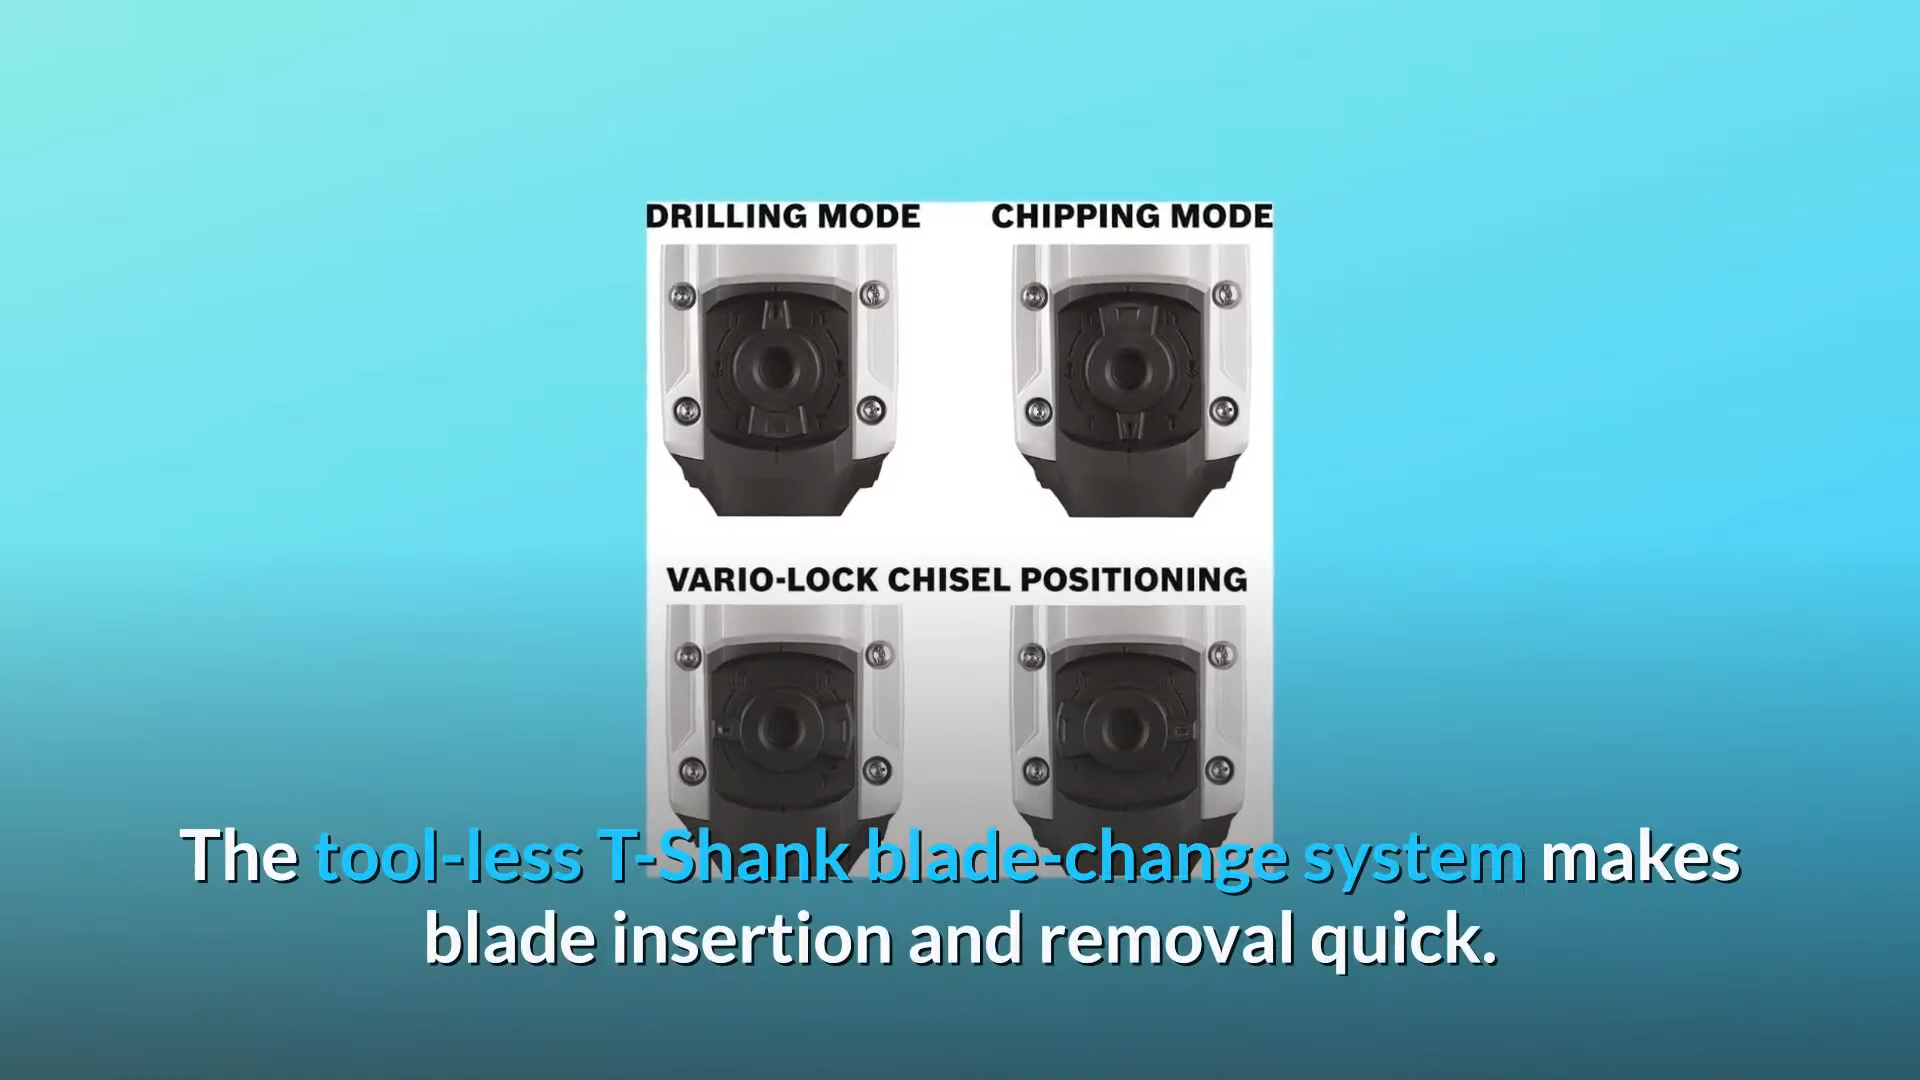 DRILLING MODE
CHIPPING MODE
VARIO-LOCK CHISEL POSITIONING
The tool-less T-Shank blade-change system makes
blade insertion and removal quick.